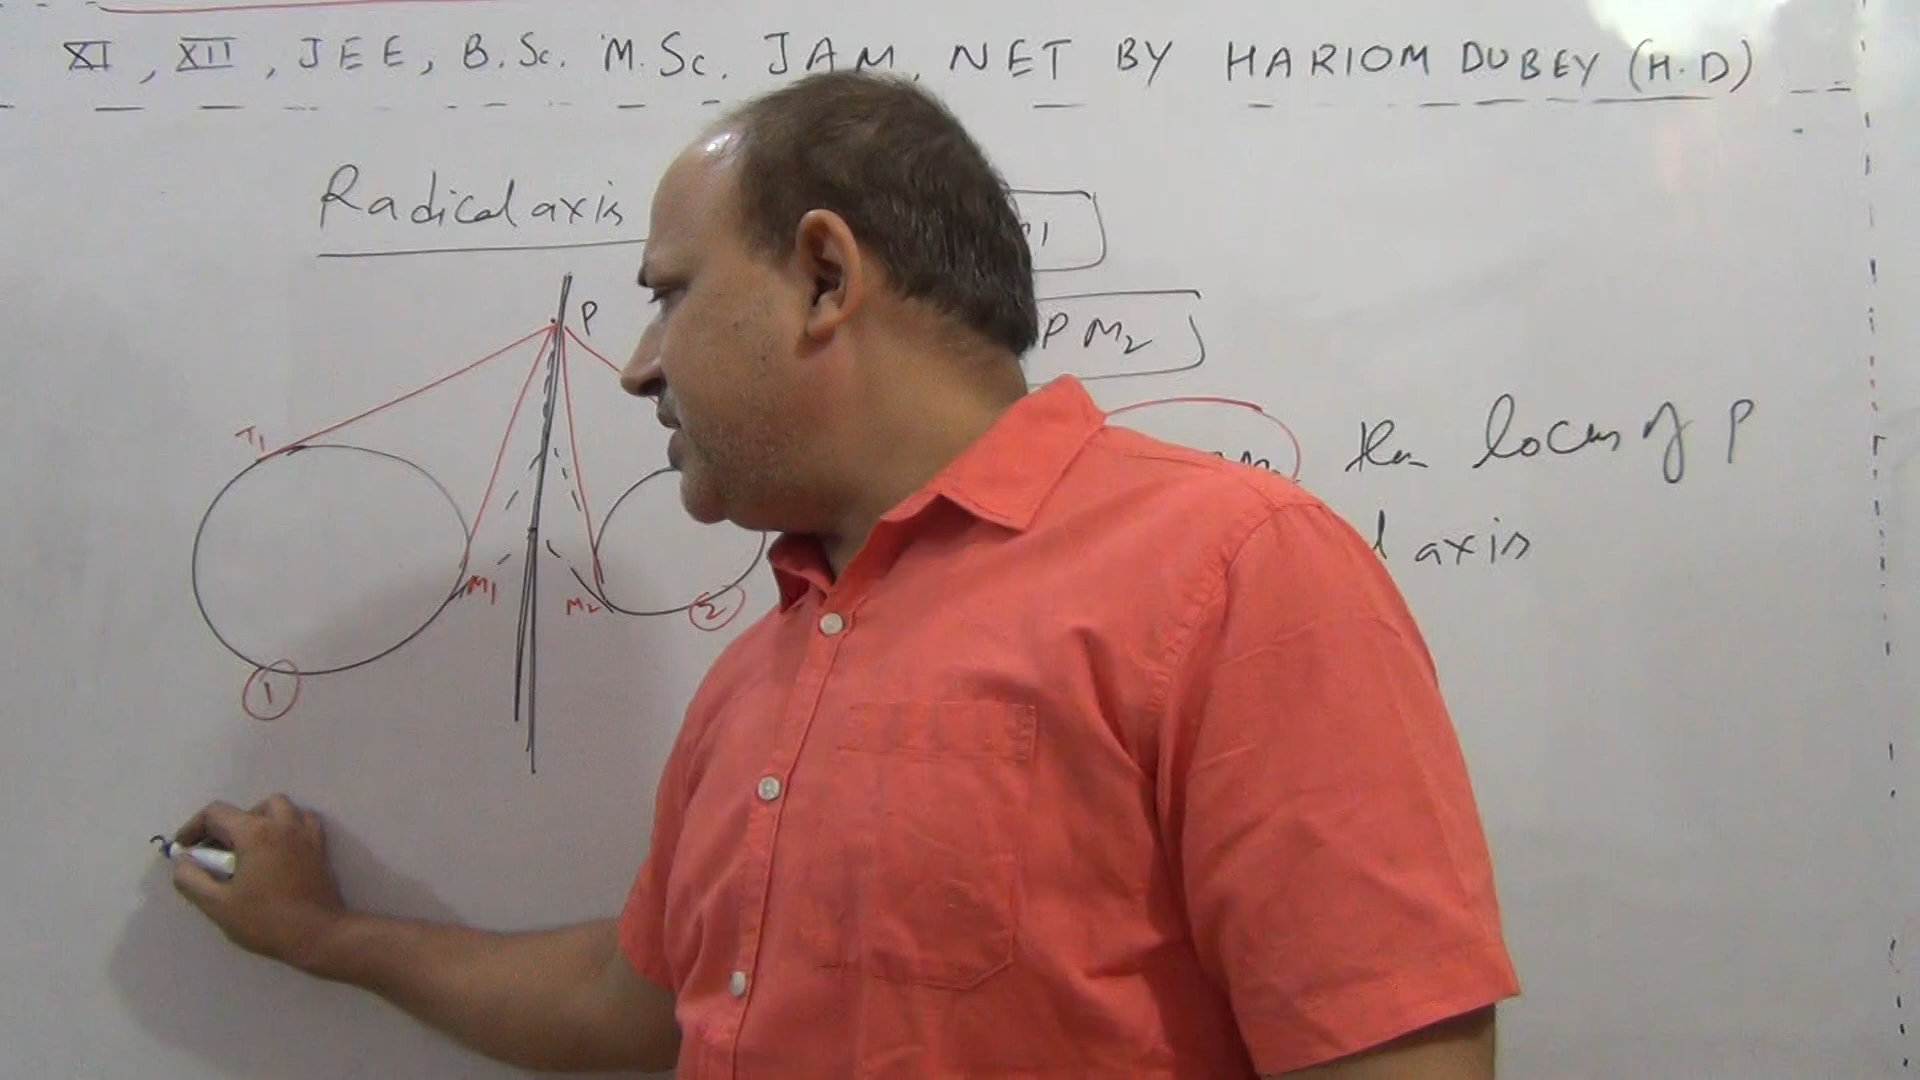 XI, XII, JEE, B.Sc. M.Sc. JAM, NET BY HARIOM DUBEY (H.D)
Radical axis
P
P M2
T1
the locus of P
axis
M1
M2
2
1